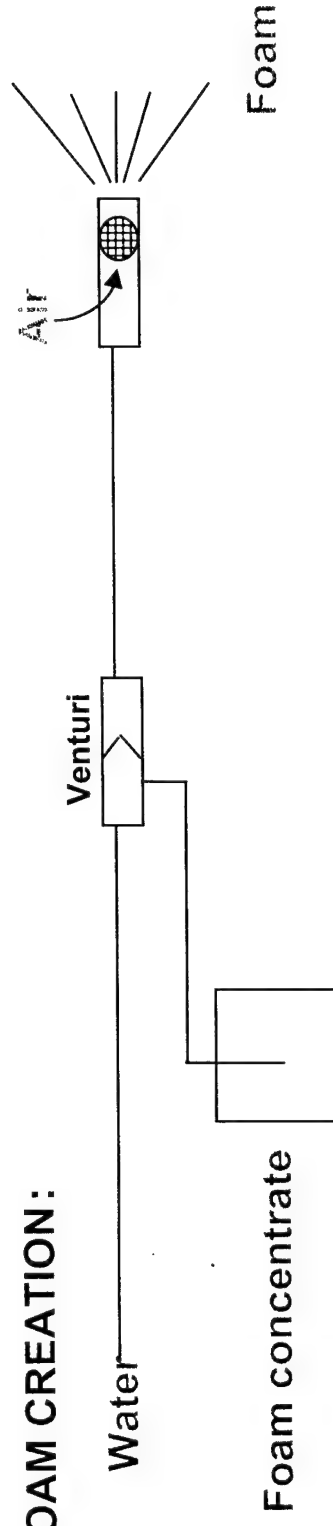 OAM CREATION:
Water
Venturi
Air
Foam
Foam concentrate